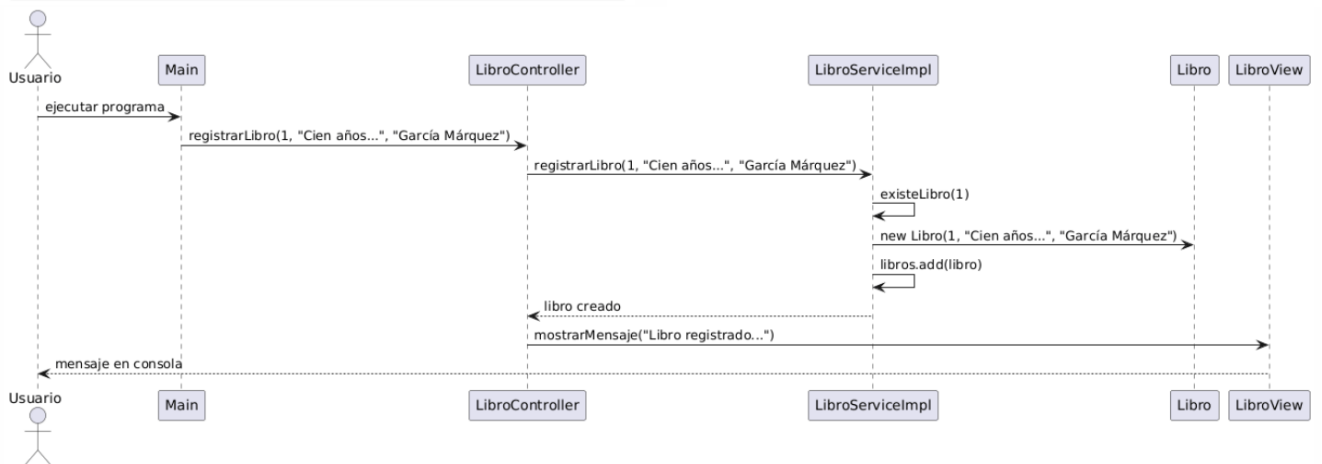 Usuario
Main
LibroController
LibroServiceImpl
Libro
LibroView
ejecutar programa
registrarLibro(1, "Cien años...", "García Márquez")
registrarLibro(1, "Cien años...", "García Márquez")
existeLibro(1)
new Libro(1, "Cien años...", "García Márquez")
libros.add(libro)
libro creado
mostrarMensaje("Libro registrado...")
mensaje en consola
Usuario
Main
LibroController
LibroServiceImpl
Libro
LibroView